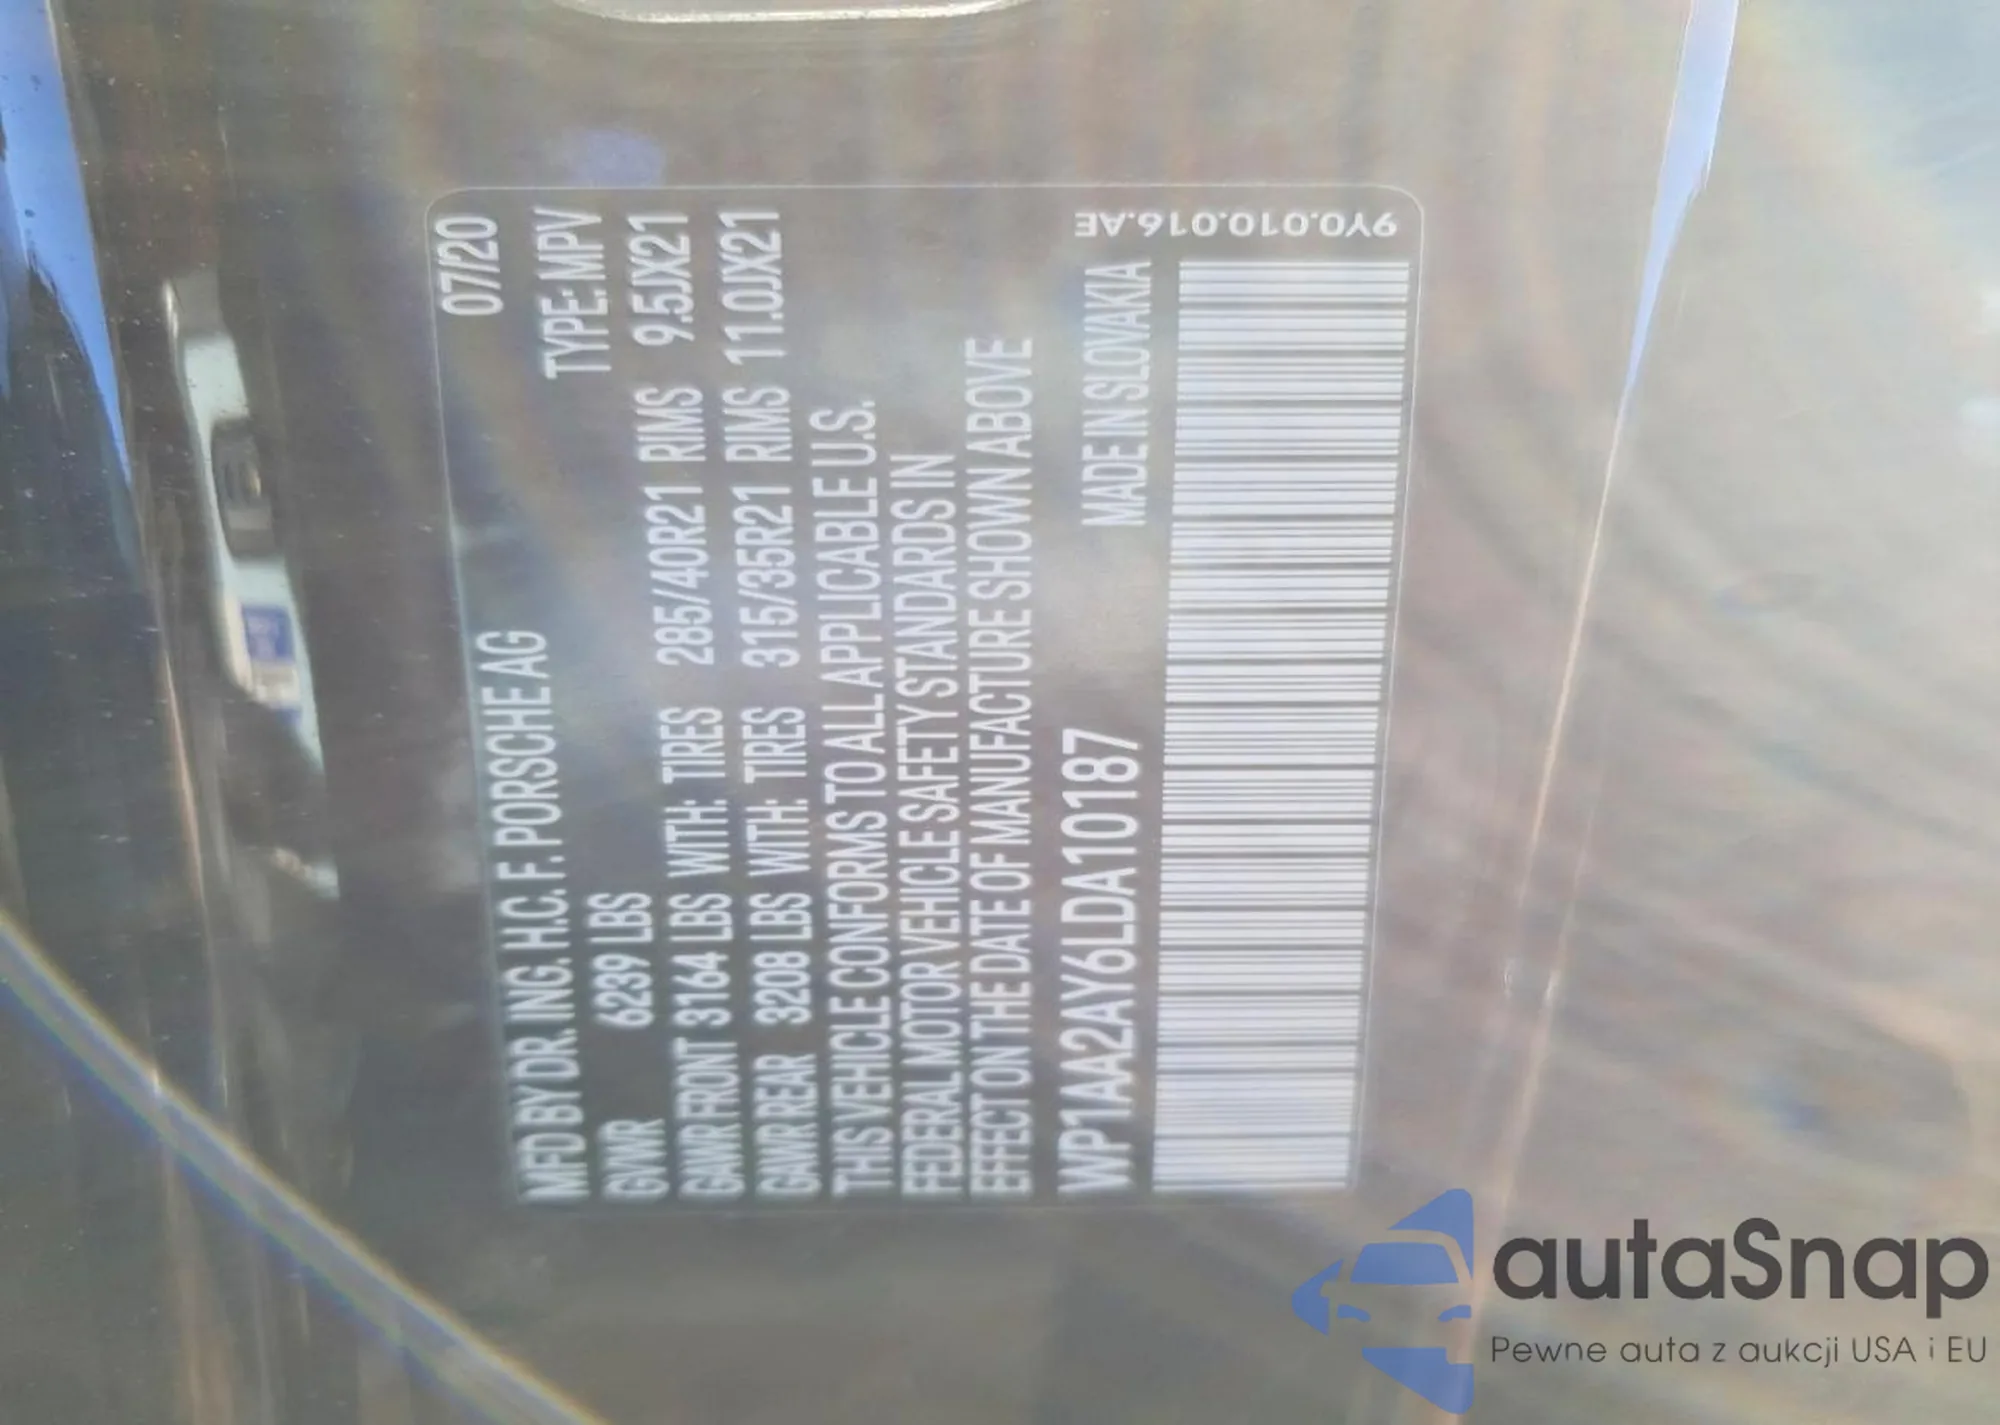 MFD BY DR. ING. H.C. F. PORSCHE AG 07/20
GVWR 6239 LBS TYPE: MPV
GAWR FRONT 3164 LBS WITH: TIRES 285/40R21 RIMS 9.5JX21
GAWR REAR 3208 LBS WITH: TIRES 315/35R21 RIMS 11.0JX21
THIS VEHICLE CONFORMS TO ALL APPLICABLE U.S.
FEDERAL MOTOR VEHICLE SAFETY STANDARDS IN
EFFECT ON THE DATE OF MANUFACTURE SHOWN ABOVE
WP1AA2AY6LDA10187 MADE IN SLOVAKIA
9Y0.010.016.AE
autaSnap
Pewne auta z aukcji USA i EU